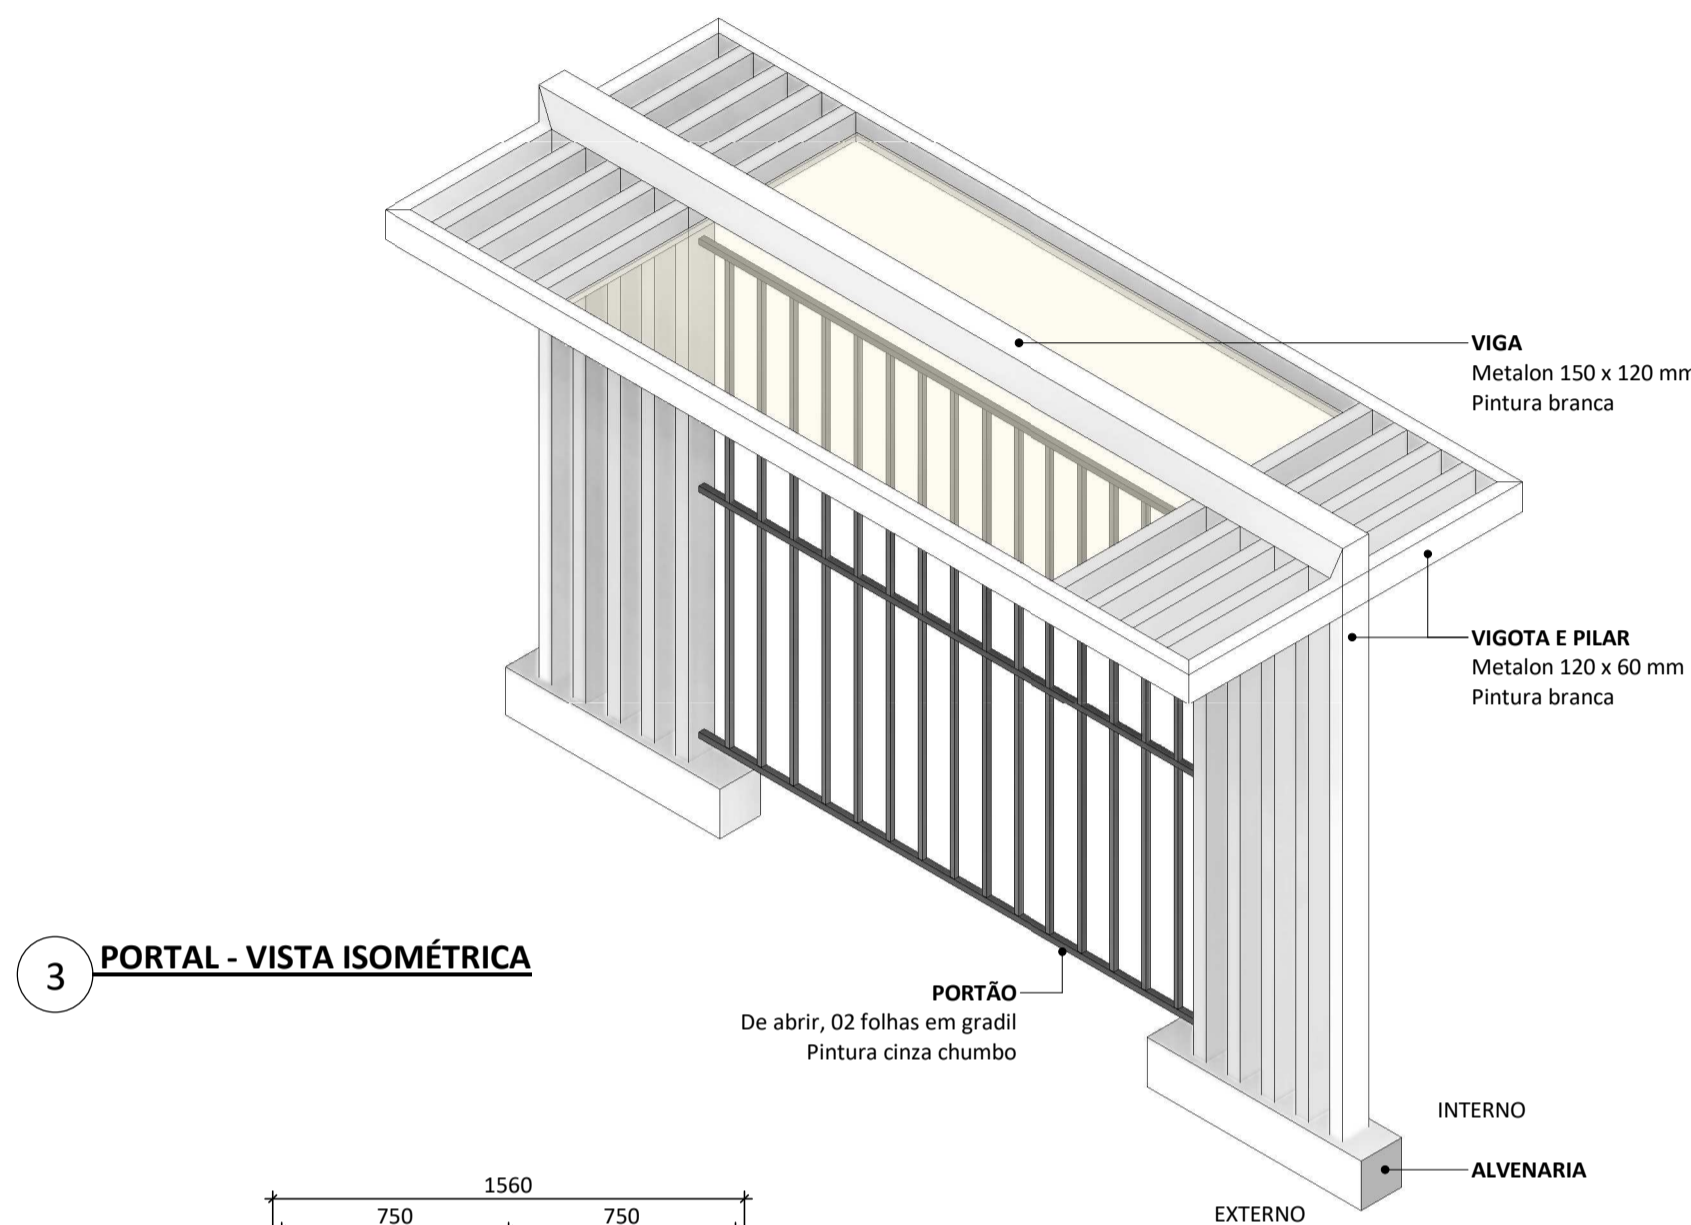 VIGA
Metalon 150 x 120 mm
Pintura branca
VIGOTA E PILAR
Metalon 120 x 60 mm
Pintura branca
3
PORTAL - VISTA ISOMÉTRICA
PORTÃO
De abrir, 02 folhas em gradil
Pintura cinza chumbo
INTERNO
ALVENARIA
EXTERNO
1560
750 750